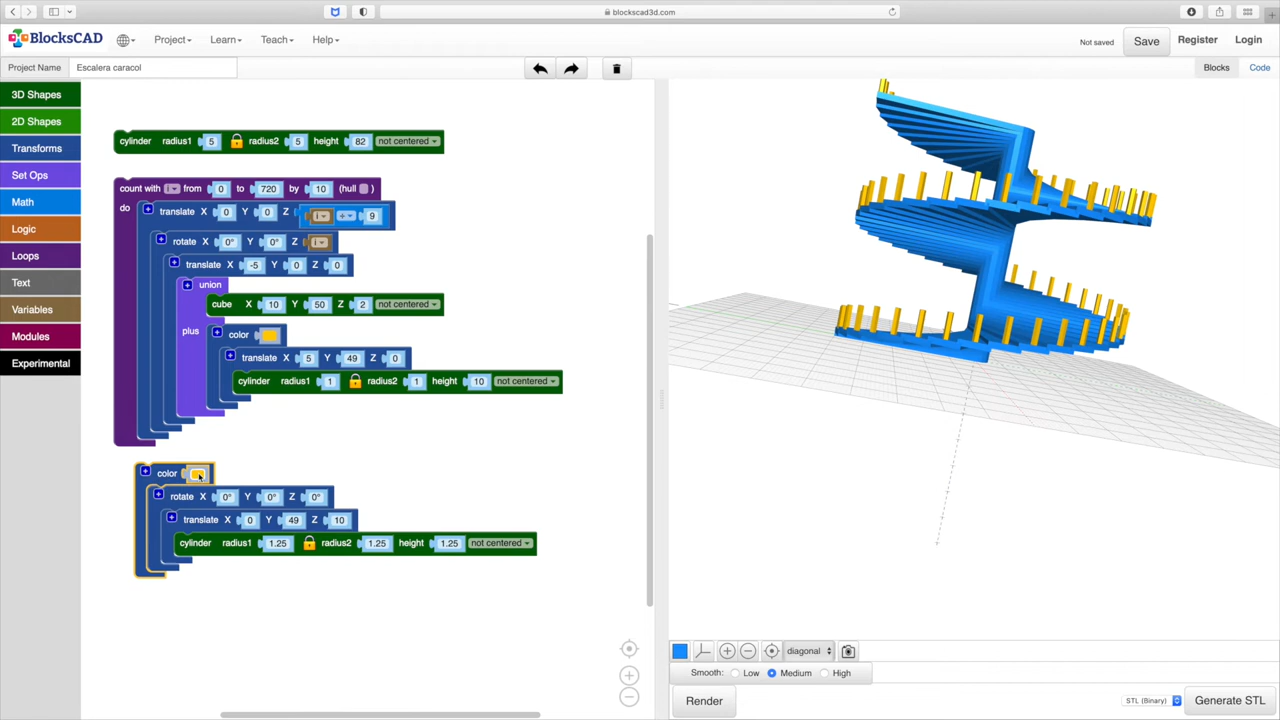 blockscad3d.com
BlocksCAD Project Learn Teach Help Not saved Save Register Login
Project Name Escalera caracol Blocks Code
3D Shapes
2D Shapes
Transforms
Set Ops
Math
Logic
Loops
Text
Variables
Modules
Experimental
cylinder radius1 5 radius2 5 height 82 not centered
count with i from 0 to 720 by 10 (hull )
do translate X 0 Y 0 Z i ÷ 9
rotate X 0° Y 0° Z i
translate X -5 Y 0 Z 0
union
cube X 10 Y 50 Z 2 not centered
plus color
translate X 5 Y 49 Z 0
cylinder radius1 1 radius2 1 height 10 not centered
color
rotate X 0° Y 0° Z 0°
translate X 0 Y 49 Z 10
cylinder radius1 1.25 radius2 1.25 height 1.25 not centered
diagonal
Smooth: Low Medium High
Render STL (Binary) Generate STL